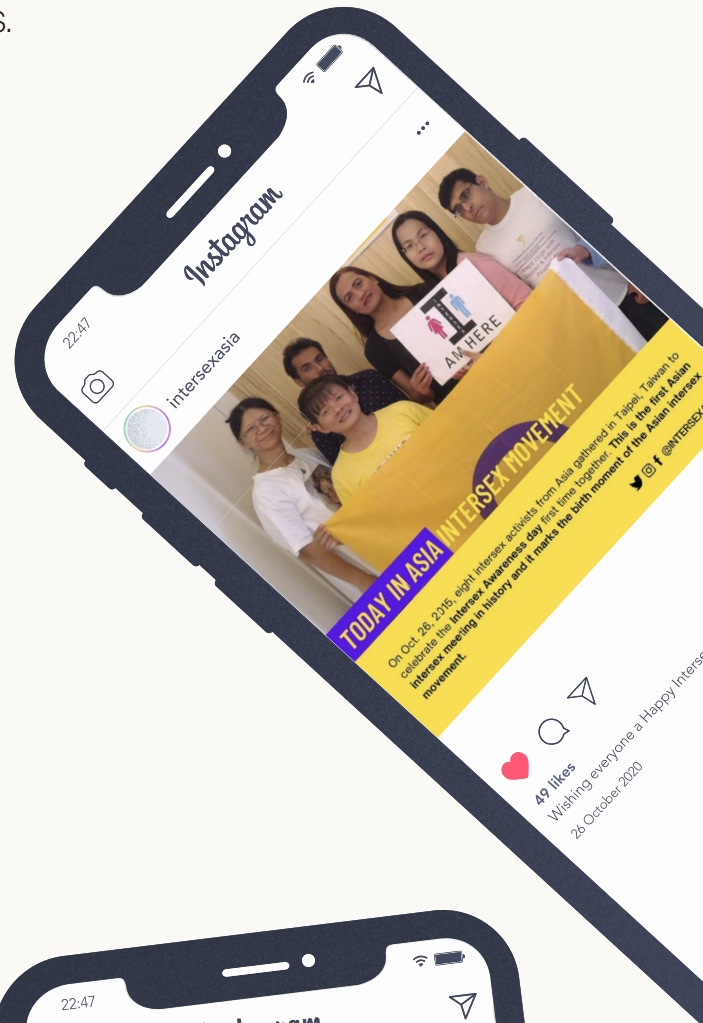 S.
22:47
Instagram
intersexasia
AM HERE
TODAY IN ASIA INTERSEX MOVEMENT
On Oct. 26, 2015, eight intersex activists from Asia gathered in Taipei, Taiwan to
celebrate the Intersex Awareness day first time together. This is the first Asian
intersex meeting in history and it marks the birth moment of the Asian intersex
movement.
49 likes
Wishing everyone a Happy
26 October 2020
22:47